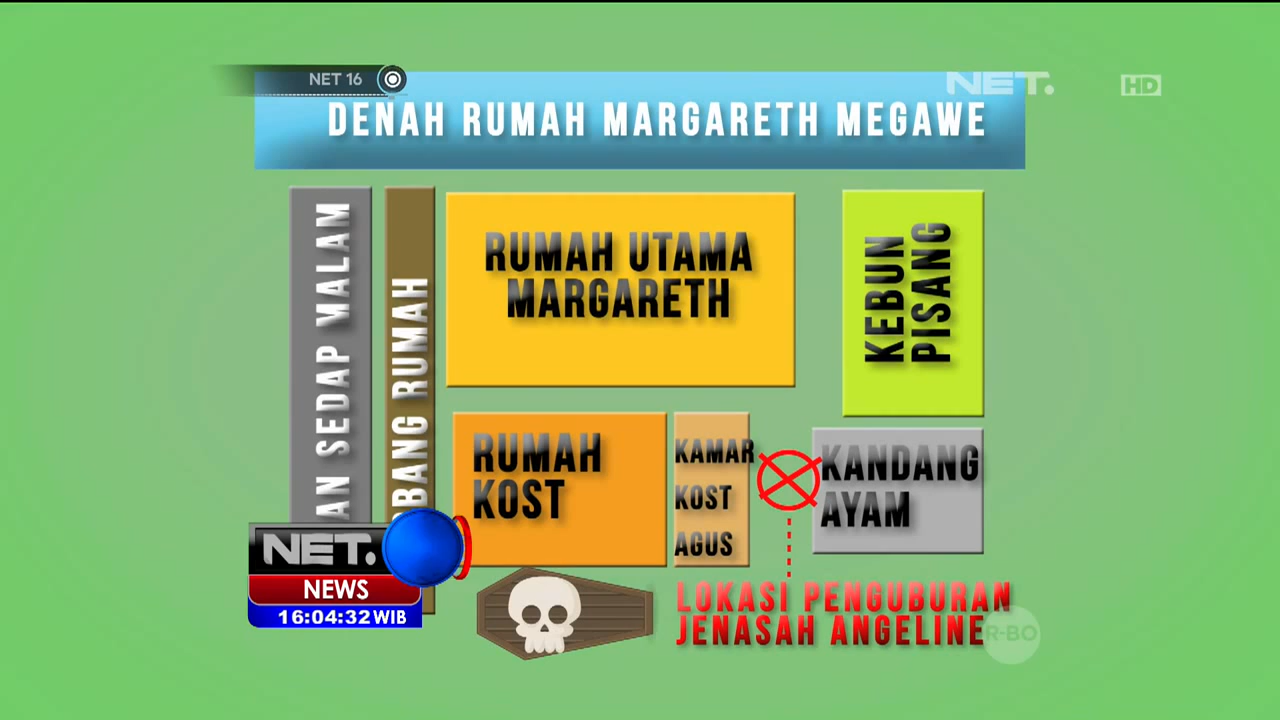 NET 16
NET.
HD
DENAH RUMAH MARGARETH MEGAWE
AN SEDAP MALAM
BANG RUMAH
RUMAH UTAMA
MARGARETH
KEBUN
PISANG
RUMAH
KOST
KAMAR
KOST
AGUS
KANDANG
AYAM
NET.
NEWS
16:04:32 WIB
LOKASI PENGUBURAN
JENASAH ANGELINE
R-BO